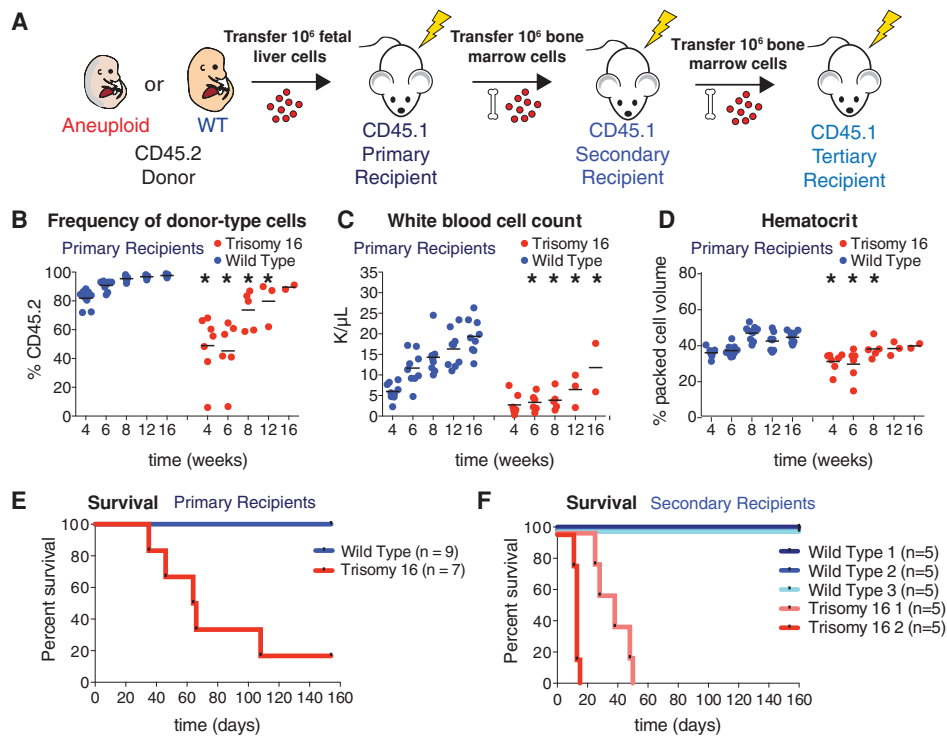 A
Transfer 10⁶ fetal
liver cells
Transfer 10⁶ bone
marrow cells
Transfer 10⁶ bone
marrow cells
or
Aneuploid
WT
CD45.2
Donor
CD45.1
Primary
Recipient
CD45.1
Secondary
Recipient
CD45.1
Tertiary
Recipient
B
Frequency of donor-type cells
Primary Recipients
Trisomy 16
Wild Type
% CD45.2
100
80
60
40
20
0
* * * *
4 6 8 12 16 4 6 8 12 16
time (weeks)
C
White blood cell count
Primary Recipients
Trisomy 16
Wild Type
K/µL
35
30
25
20
15
10
5
0
* * * *
4 6 8 12 16 4 6 8 12 16
time (weeks)
D
Hematocrit
Primary Recipients
Trisomy 16
Wild Type
% packed cell volume
80
60
40
20
0
* * *
4 6 8 12 16 4 6 8 12 16
time (weeks)
E
Survival Primary Recipients
Percent survival
100
80
60
40
20
0
0 20 40 60 80 100 120 140 160
time (days)
Wild Type (n = 9)
Trisomy 16 (n = 7)
F
Survival Secondary Recipients
Percent survival
100
80
60
40
20
0
0 20 40 60 80 100 120 140 160
time (days)
Wild Type 1 (n=5)
Wild Type 2 (n=5)
Wild Type 3 (n=5)
Trisomy 16 1 (n=5)
Trisomy 16 2 (n=5)